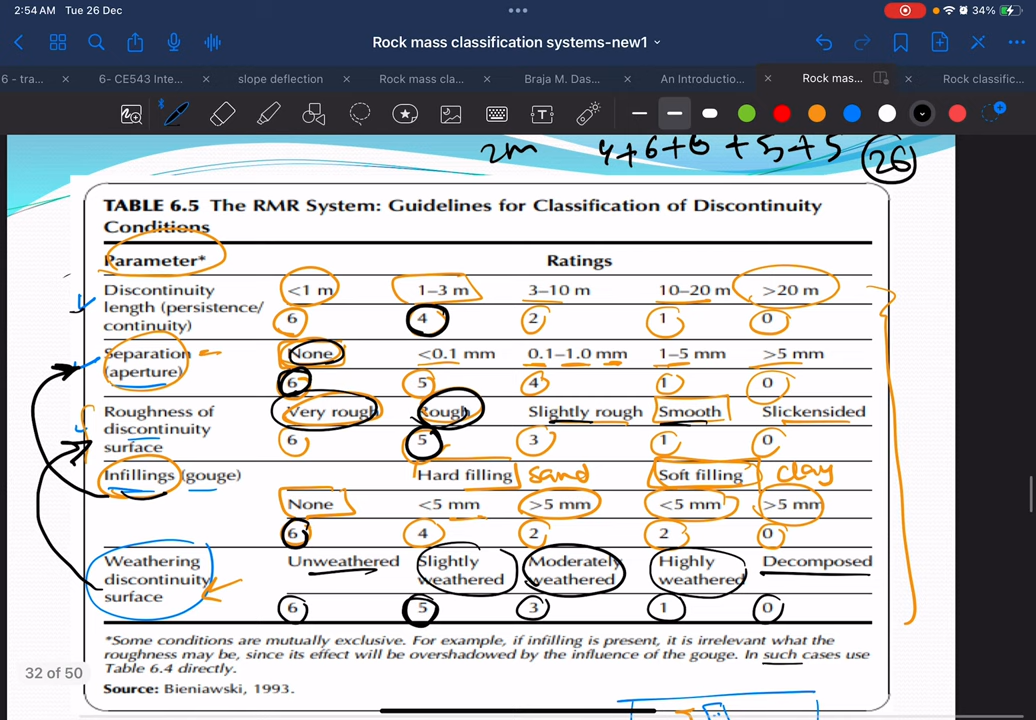 2:54 AM Tue 26 Dec 34%
Rock mass classification systems-new1
6 - tra... 6- CE543 Inte... slope deflection Rock mass cla... Braja M. Das... An Introductio... Rock mas... Rock classific...
2m 4+6+6+5+5 26
TABLE 6.5 The RMR System: Guidelines for Classification of Discontinuity
Conditions
Parameter* Ratings
Discontinuity <1 m 1–3 m 3–10 m 10–20 m >20 m
length (persistence/
continuity) 6 4 2 1 0
Separation None <0.1 mm 0.1–1.0 mm 1–5 mm >5 mm
(aperture) 6 5 4 1 0
Roughness of Very rough Rough Slightly rough Smooth Slickensided
discontinuity
surface 6 5 3 1 0
Infillings (gouge) Hard filling sand Soft filling clay
None <5 mm >5 mm <5 mm >5 mm
6 4 2 2 0
Weathering Unweathered Slightly Moderately Highly Decomposed
discontinuity weathered weathered weathered
surface 6 5 3 1 0
*Some conditions are mutually exclusive. For example, if infilling is present, it is irrelevant what the
roughness may be, since its effect will be overshadowed by the influence of the gouge. In such cases use
Table 6.4 directly.
32 of 50
Source: Bieniawski, 1993.